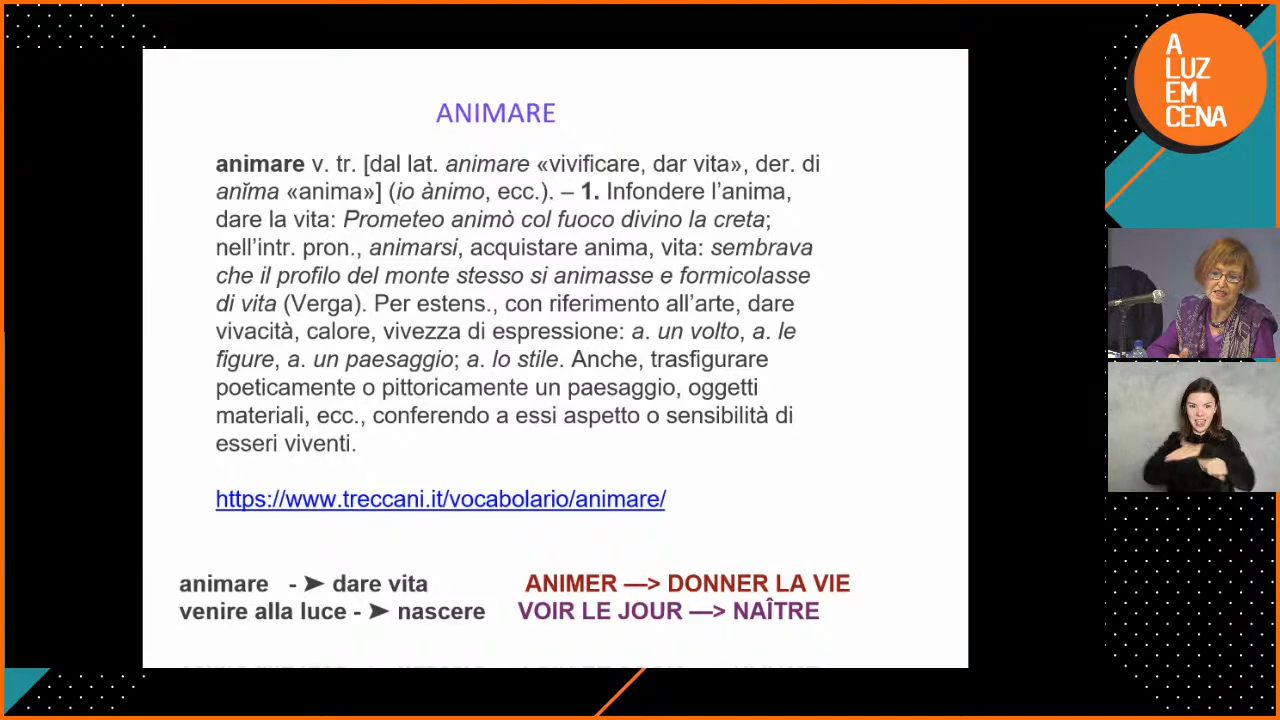 A
LUZ
EM
CENA
ANIMARE
animare v. tr. [dal lat. animare «vivificare, dar vita», der. di
anĭma «anima»] (io ànimo, ecc.). – 1. Infondere l’anima,
dare la vita: Prometeo animò col fuoco divino la creta;
nell’intr. pron., animarsi, acquistare anima, vita: sembrava
che il profilo del monte stesso si animasse e formicolasse
di vita (Verga). Per estens., con riferimento all’arte, dare
vivacità, calore, vivezza di espressione: a. un volto, a. le
figure, a. un paesaggio; a. lo stile. Anche, trasfigurare
poeticamente o pittoricamente un paesaggio, oggetti
materiali, ecc., conferendo a essi aspetto o sensibilità di
esseri viventi.
https://www.treccani.it/vocabolario/animare/
animare - ➤ dare vita ANIMER —> DONNER LA VIE
venire alla luce - ➤ nascere VOIR LE JOUR —> NAÎTRE